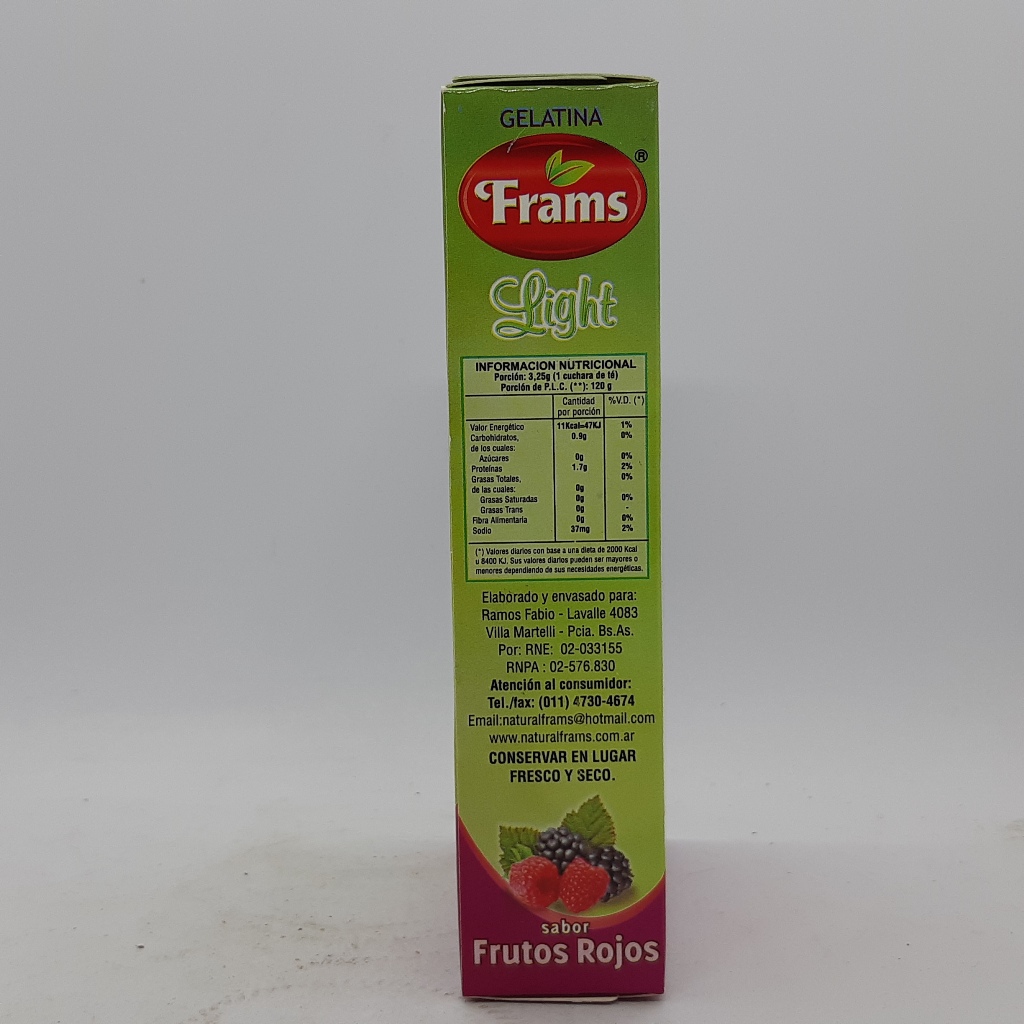 GELATINA
Frams®
Light
INFORMACION NUTRICIONAL
Porción: 3,25g (1 cuchara de té)
Porción de P.L.C. (**): 120 g
Cantidad por porción %V.D. (*)
Valor Energético 11Kcal=47KJ 1%
Carbohidratos, 0.9g 0%
de los cuales:
Azúcares 0g 0%
Proteínas 1.7g 2%
Grasas Totales, 0%
de las cuales: 0g
Grasas Saturadas 0g 0%
Grasas Trans 0g -
Fibra Alimentaria 0g 0%
Sodio 37mg 2%
(*) Valores diarios con base a una dieta de 2000 Kcal
u 8400 KJ. Sus valores diarios pueden ser mayores o
menores dependiendo de sus necesidades energéticas.
Elaborado y envasado para:
Ramos Fabio - Lavalle 4083
Villa Martelli - Pcia. Bs.As.
Por: RNE: 02-033155
RNPA : 02-576.830
Atención al consumidor:
Tel./fax: (011) 4730-4674
Email:naturalframs@hotmail.com
www.naturalframs.com.ar
CONSERVAR EN LUGAR
FRESCO Y SECO.
sabor
Frutos Rojos